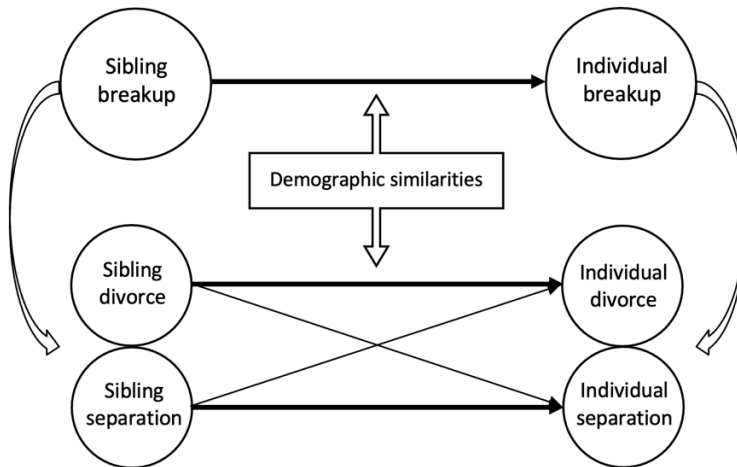 Sibling
breakup
Individual
breakup
Demographic similarities
Sibling
divorce
Individual
divorce
Sibling
separation
Individual
separation